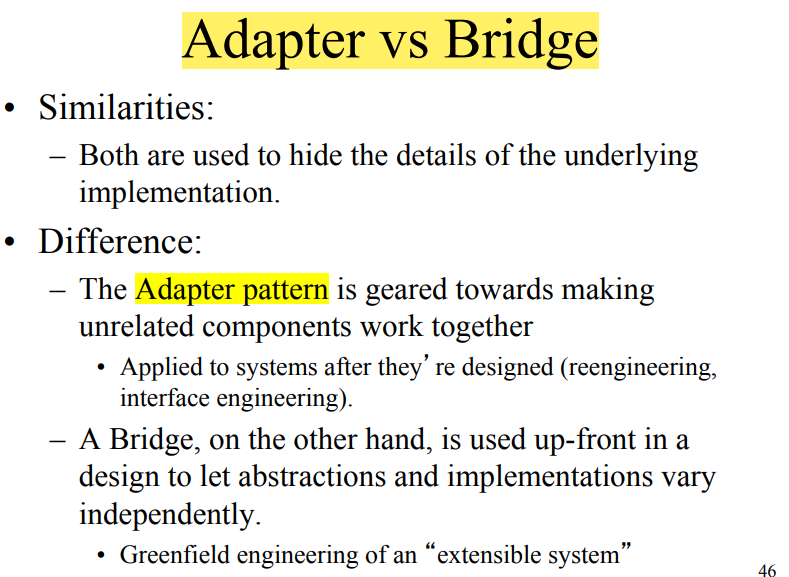 Adapter vs Bridge
• Similarities:
– Both are used to hide the details of the underlying
implementation.
• Difference:
– The Adapter pattern is geared towards making
unrelated components work together
• Applied to systems after they’ re designed (reengineering,
interface engineering).
– A Bridge, on the other hand, is used up-front in a
design to let abstractions and implementations vary
independently.
• Greenfield engineering of an “extensible system”
46